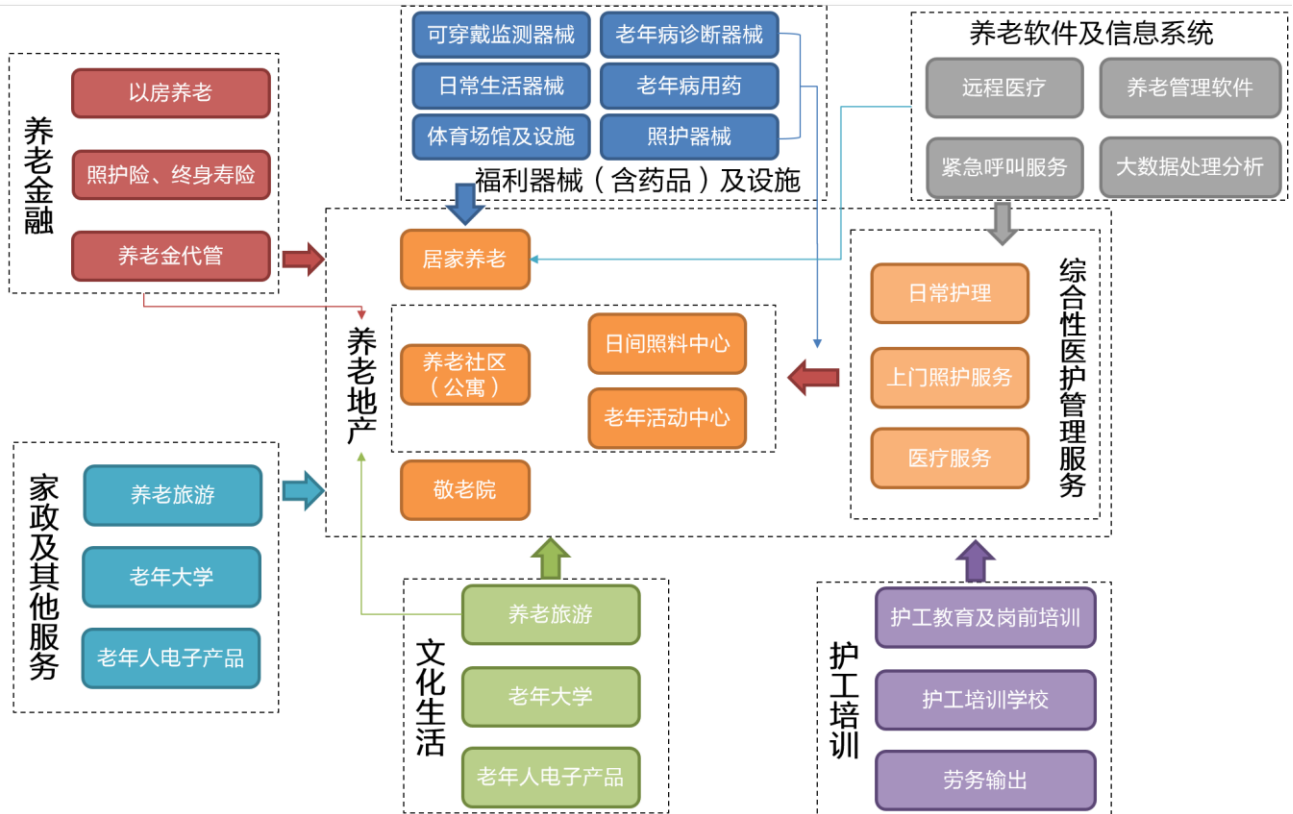 养老金融
以房养老
照护险、终身寿险
养老金代管
可穿戴监测器械
老年病诊断器械
日常生活器械
老年病用药
体育场馆及设施
照护器械
福利器械（含药品）及设施
养老软件及信息系统
远程医疗
养老管理软件
紧急呼叫服务
大数据处理分析
养老地产
居家养老
养老社区
（公寓）
日间照料中心
老年活动中心
敬老院
综合性医护管理服务
日常护理
上门照护服务
医疗服务
家政及其他服务
养老旅游
老年大学
老年人电子产品
文化生活
养老旅游
老年大学
老年人电子产品
护工培训
护工教育及岗前培训
护工培训学校
劳务输出